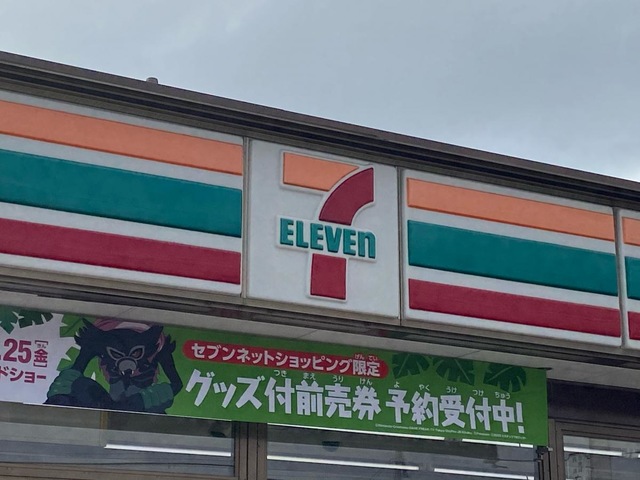 7
ELEVEn
.25[金]
ドショー
セブンネットショッピング限定
グッズ付前売券 予約受付中!